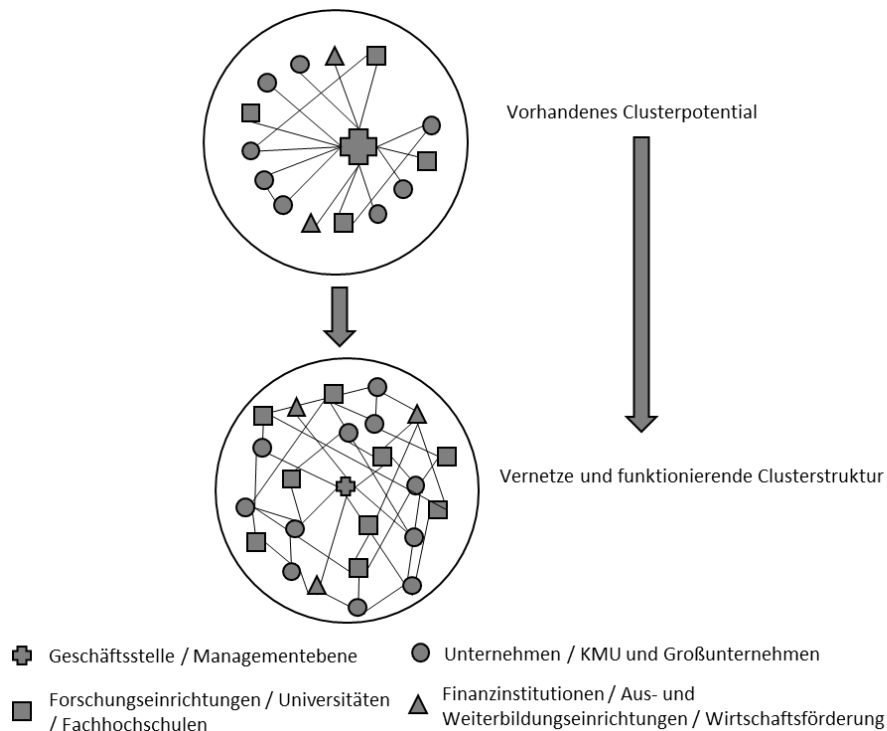 Vorhandenes Clusterpotential
Vernetze und funktionierende Clusterstruktur
Geschäftsstelle / Managementebene
Unternehmen / KMU und Großunternehmen
Forschungseinrichtungen / Universitäten
/ Fachhochschulen
Finanzinstitutionen / Aus- und
Weiterbildungseinrichtungen / Wirtschaftsförderung